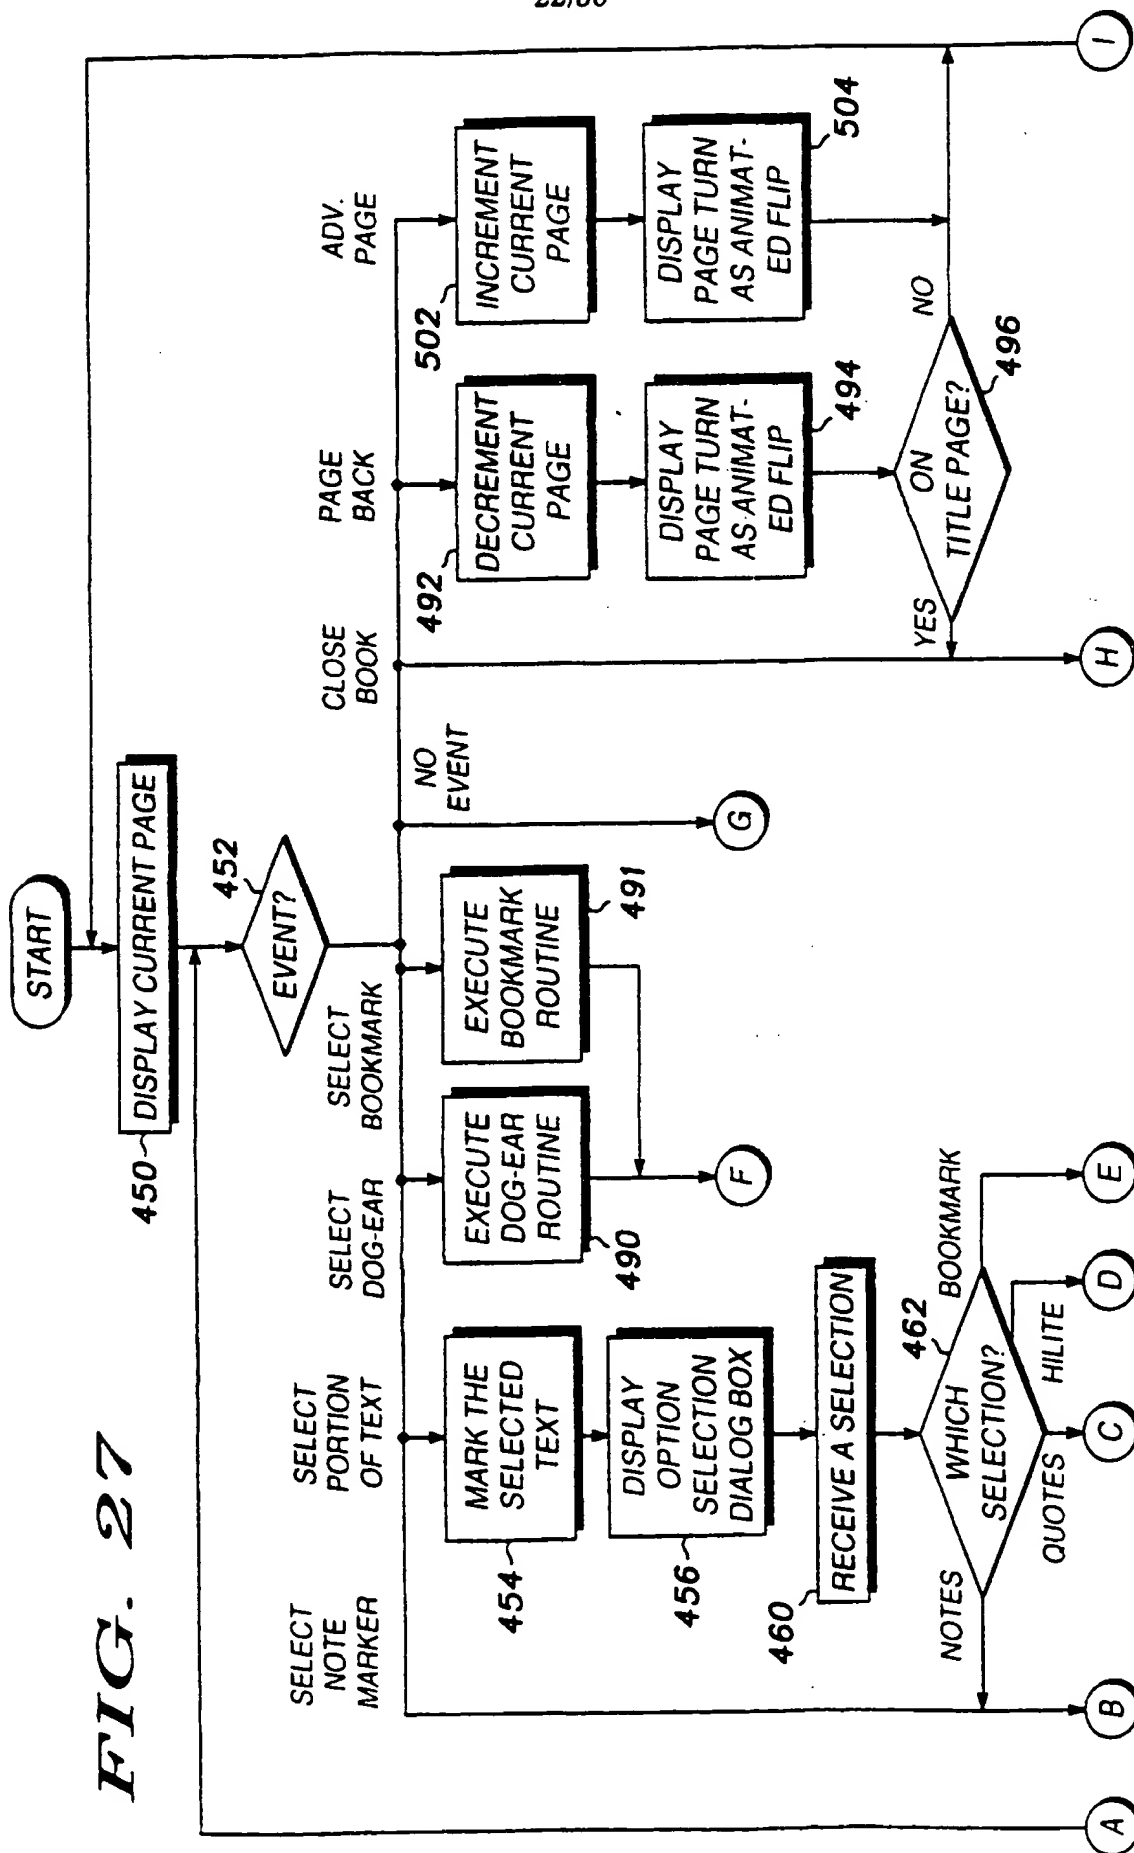 22/30
FIG. 27
START
450
DISPLAY CURRENT PAGE
452
EVENT?
SELECT
NOTE
MARKER
SELECT
PORTION
OF TEXT
SELECT
DOG-EAR
SELECT
BOOKMARK
NO
EVENT
CLOSE
BOOK
PAGE
BACK
ADV.
PAGE
MARK THE
SELECTED
TEXT
454
DISPLAY
OPTION
SELECTION
DIALOG BOX
456
RECEIVE A SELECTION
460
WHICH
SELECTION?
462
NOTES
QUOTES
HILITE
BOOKMARK
EXECUTE
DOG-EAR
ROUTINE
490
EXECUTE
BOOKMARK
ROUTINE
491
DECREMENT
CURRENT
PAGE
492
DISPLAY
PAGE TURN
AS ANIMAT-
ED FLIP
494
ON
TITLE PAGE?
496
YES
NO
INCREMENT
CURRENT
PAGE
502
DISPLAY
PAGE TURN
AS ANIMAT-
ED FLIP
504
A
B
C
D
E
F
G
H
I